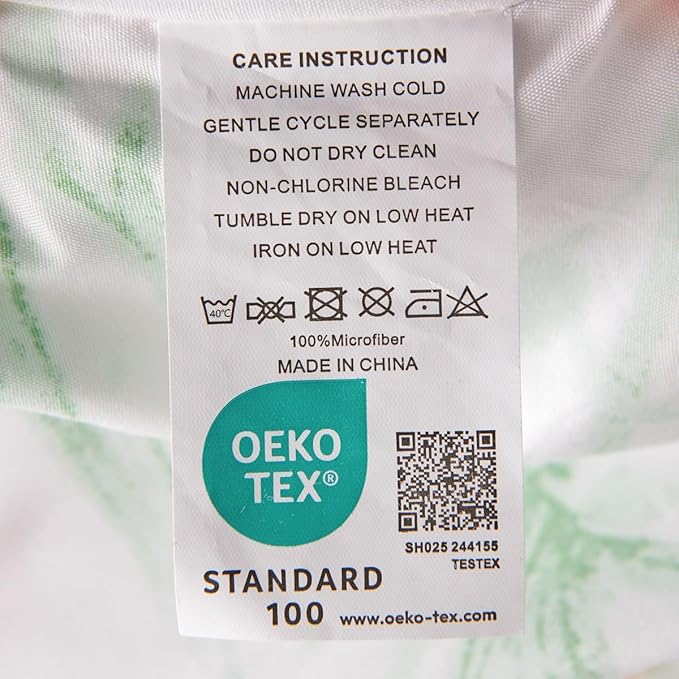 CARE INSTRUCTION
MACHINE WASH COLD
GENTLE CYCLE SEPARATELY
DO NOT DRY CLEAN
NON-CHLORINE BLEACH
TUMBLE DRY ON LOW HEAT
IRON ON LOW HEAT
40°C
100%Microfiber
MADE IN CHINA
OEKO
TEX®
SH025 244155
TESTEX
STANDARD
100 www.oeko-tex.com